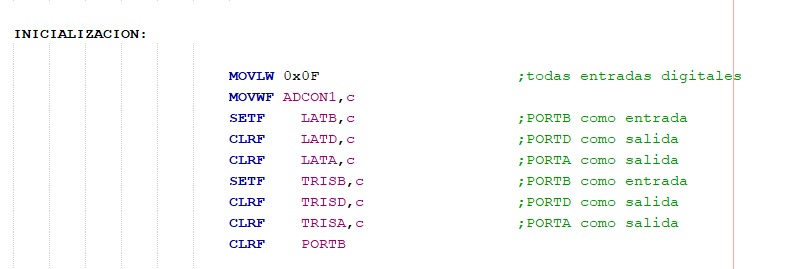 INICIALIZACION:
MOVLW 0x0F ;todas entradas digitales
MOVWF ADCON1,c
SETF LATB,c ;PORTB como entrada
CLRF LATD,c ;PORTD como salida
CLRF LATA,c ;PORTA como salida
SETF TRISB,c ;PORTB como entrada
CLRF TRISD,c ;PORTD como salida
CLRF TRISA,c ;PORTA como salida
CLRF PORTB